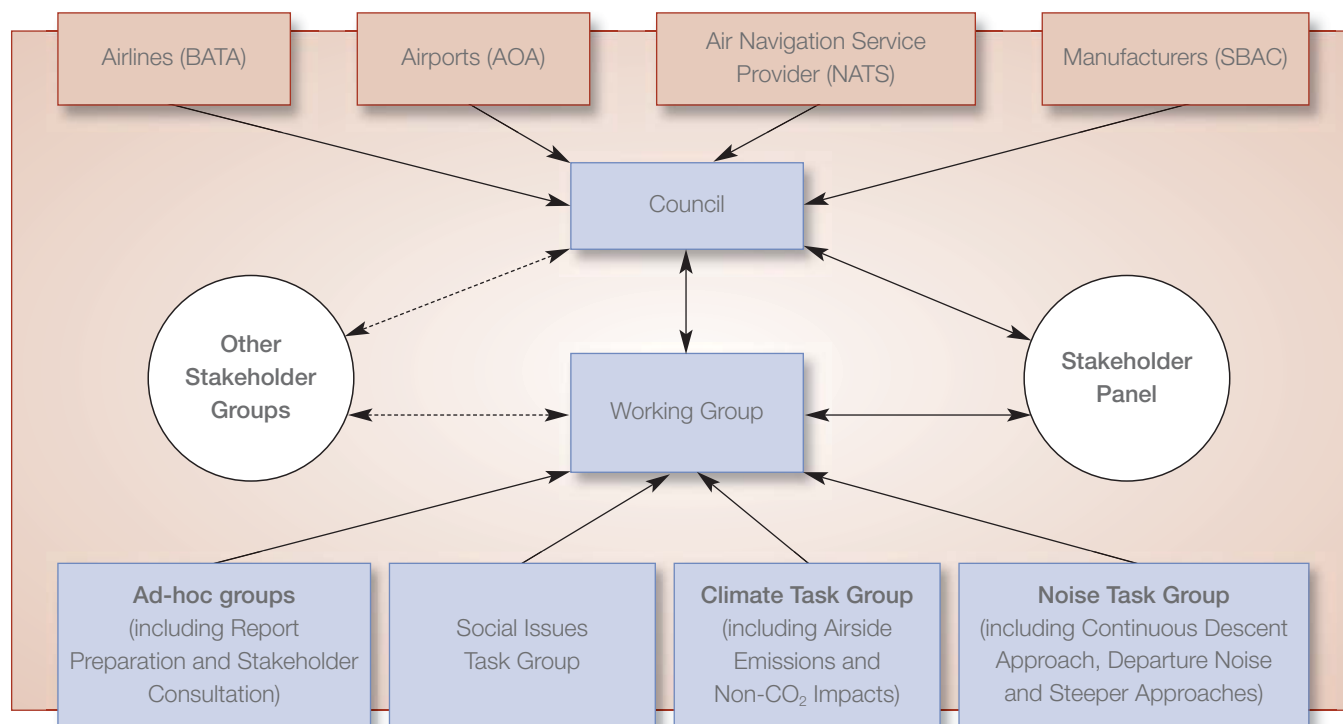 Airlines (BATA)
Airports (AOA)
Air Navigation Service
Provider (NATS)
Manufacturers (SBAC)
Council
Other
Stakeholder
Groups
Stakeholder
Panel
Working Group
Ad-hoc groups
(including Report
Preparation and Stakeholder
Consultation)
Social Issues
Task Group
Climate Task Group
(including Airside
Emissions and
Non-CO₂ Impacts)
Noise Task Group
(including Continuous Descent
Approach, Departure Noise
and Steeper Approaches)